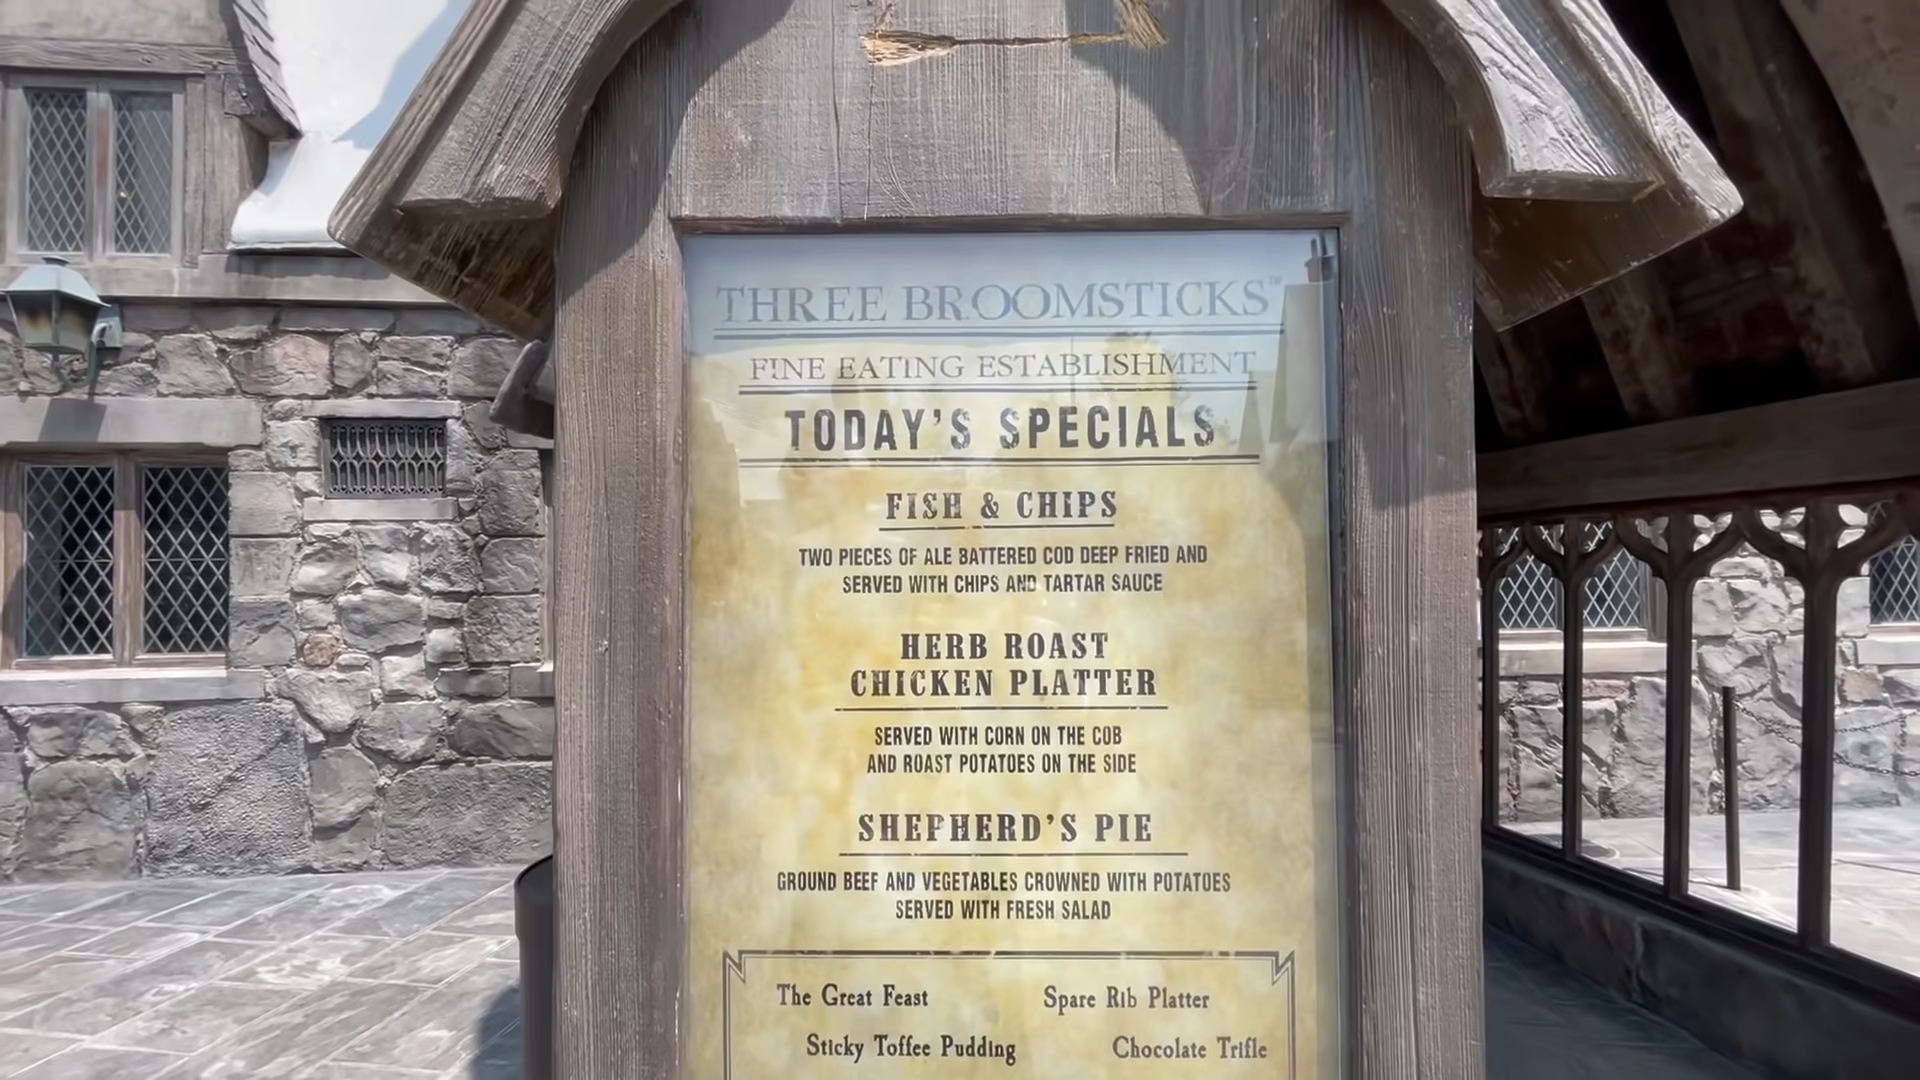 THREE BROOMSTICKS™
FINE EATING ESTABLISHMENT
TODAY'S SPECIALS
FISH & CHIPS
TWO PIECES OF ALE BATTERED COD DEEP FRIED AND
SERVED WITH CHIPS AND TARTAR SAUCE
HERB ROAST
CHICKEN PLATTER
SERVED WITH CORN ON THE COB
AND ROAST POTATOES ON THE SIDE
SHEPHERD'S PIE
GROUND BEEF AND VEGETABLES CROWNED WITH POTATOES
SERVED WITH FRESH SALAD
The Great Feast
Spare Rib Platter
Sticky Toffee Pudding
Chocolate Trifle